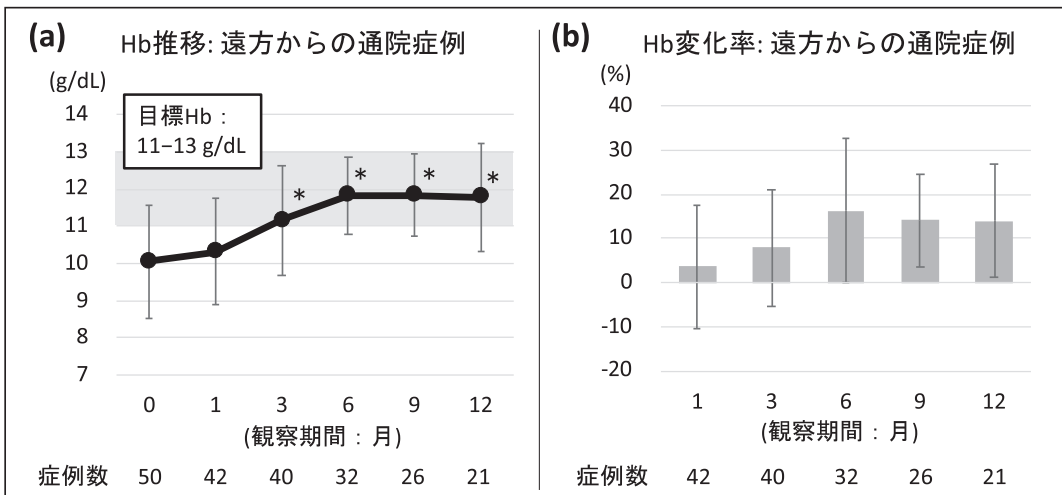 (a) Hb推移: 遠方からの通院症例
(g/dL)
目標Hb：
11−13 g/dL
14
13
12
11
10
9
8
7
* * * *
0 1 3 6 9 12
(観察期間：月)
症例数 50 42 40 32 26 21
(b) Hb変化率: 遠方からの通院症例
(%)
40
30
20
10
0
-10
-20
1 3 6 9 12
(観察期間：月)
42 40 32 26 21